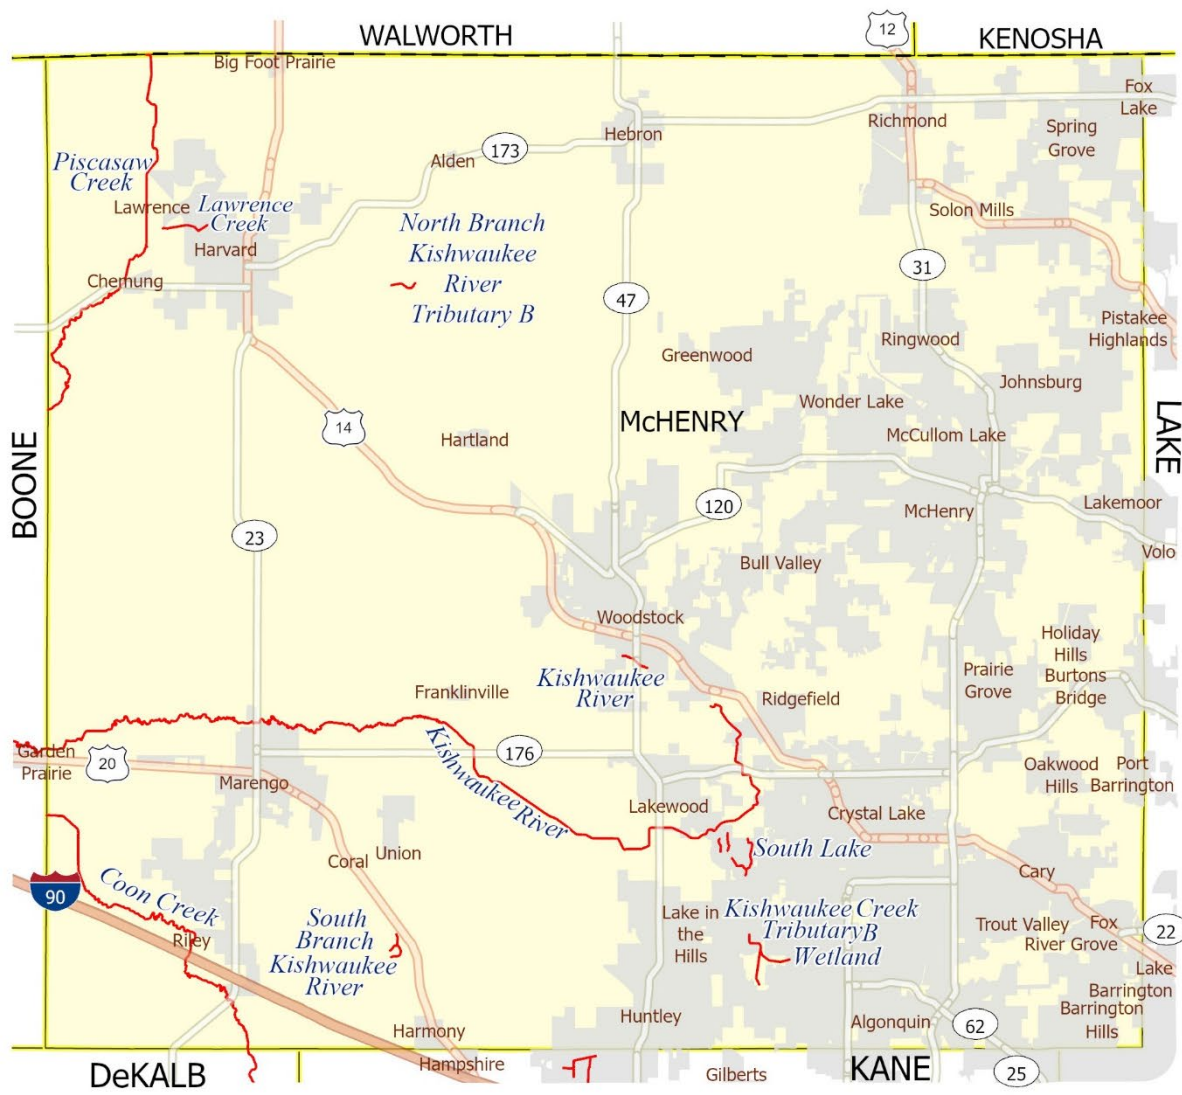 WALWORTH
12
KENOSHA
Big Foot Prairie
Fox
Lake
Richmond
Spring
Grove
Hebron
173
Alden
Piscasaw
Creek
Lawrence
Lawrence
Creek
Harvard
North Branch
Kishwaukee
River
Tributary B
Solon Mills
31
Chemung
47
Pistakee
Highlands
Ringwood
Greenwood
Johnsburg
Wonder Lake
McHENRY
14
Hartland
McCullom Lake
LAKE
BOONE
120
McHenry
Lakemoor
23
Volo
Bull Valley
Woodstock
Holiday
Hills
Burtons
Bridge
Kishwaukee
River
Franklinville
Ridgefield
Prairie
Grove
Garden
Prairie
20
Kishwaukee River
176
Marengo
Oakwood
Hills
Port
Barrington
Lakewood
Crystal Lake
Coral
Union
South Lake
Cary
90
Coon Creek
Riley
South
Branch
Kishwaukee
River
Lake in
the
Hills
Kishwaukee Creek
Tributary B
Wetland
Trout Valley
Fox
River Grove
22
Lake
Barrington
Barrington
Hills
Harmony
Huntley
Algonquin
62
DeKALB
Hampshire
Gilberts
KANE
25